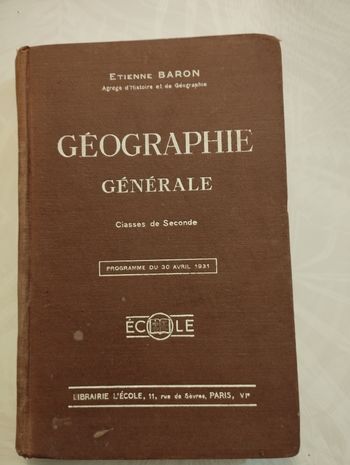 ETIENNE BARON
Agrégé d'Histoire et de Géographie
GÉOGRAPHIE
GÉNÉRALE
Classes de Seconde
PROGRAMME DU 30 AVRIL 1931
ÉCOLE
LIBRAIRIE L'ÉCOLE, 11, rue de Sèvres, PARIS, VIe